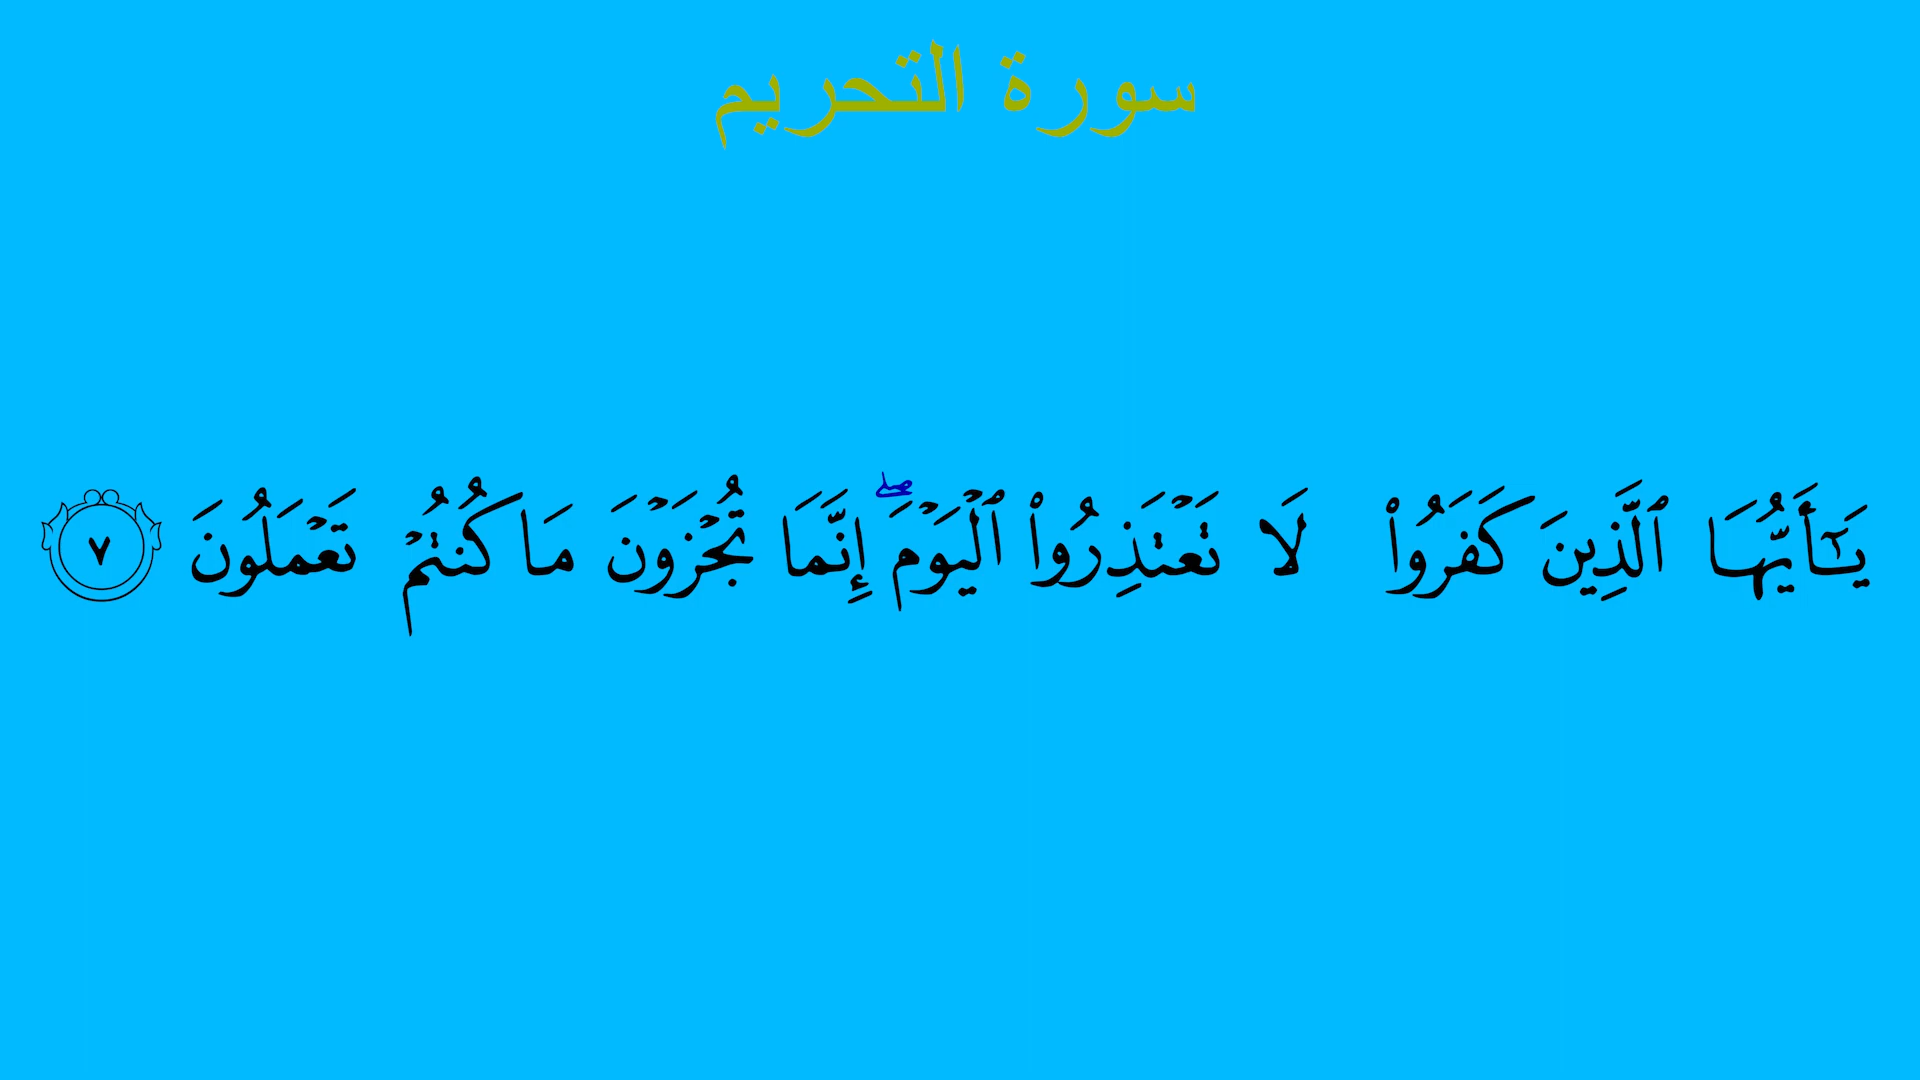 سورة التحريم
يَٰٓأَيُّهَا ٱلَّذِينَ كَفَرُوا۟ لَا تَعْتَذِرُوا۟ ٱلْيَوْمَ ۖ إِنَّمَا تُجْزَوْنَ مَا كُنتُمْ تَعْمَلُونَ ٧